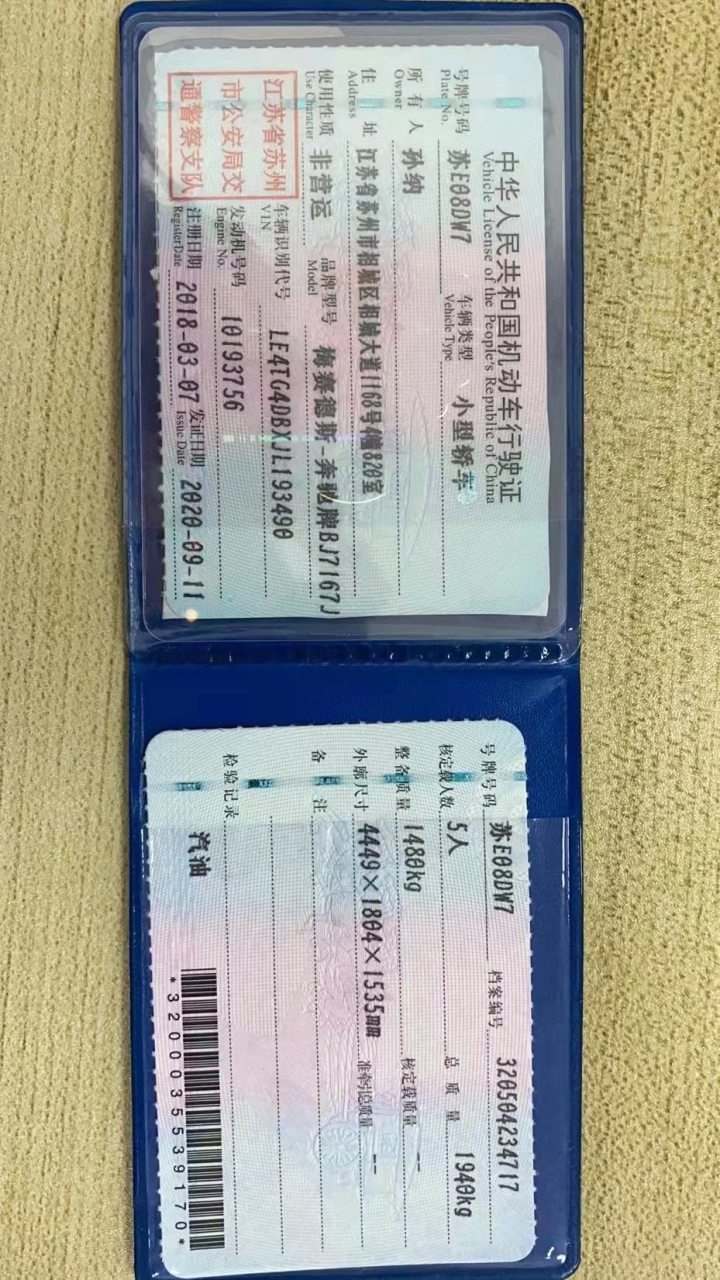 中华人民共和国机动车行驶证
Vehicle License of the People's Republic of China
号牌号码 苏E08DW7 车辆类型 小型轿车
Plate No. Vehicle Type
所有人 孙纳
Owner
住址 江苏省苏州市相城区相城大道1168号4幢820室
Address
使用性质 非营运 品牌型号 梅赛德斯-奔驰牌BJ7167J
Use Character Model
江苏省苏州
市公安局交
通警察支队
车辆识别代号 LE4TG4DBXJL193490
VIN
发动机号码 10193756
Engine No.
注册日期 2018-03-07 发证日期 2020-09-11
Register Date Issue Date
号牌号码 苏E08DW7 档案编号 320504234717
核定载人数 5人 总质量 1940kg
整备质量 1480kg 核定载质量 --
外廓尺寸 4449×1804×1535mm 准牵引总质量 --
备注
检验记录
汽油
*3200035539170*